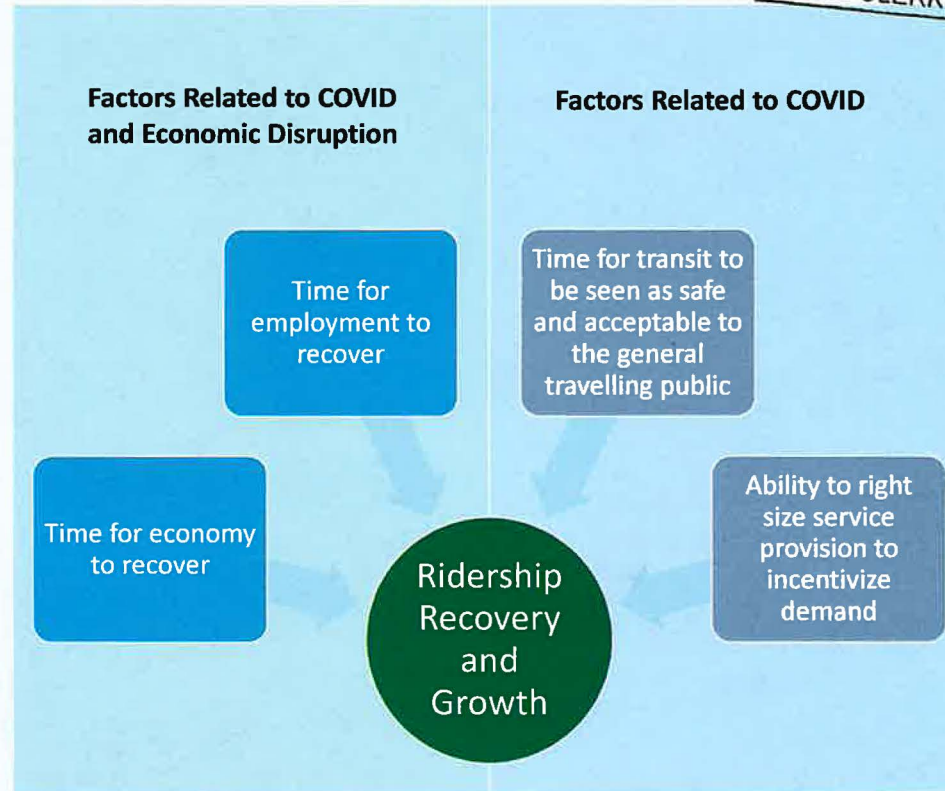 Factors Related to COVID
and Economic Disruption
Factors Related to COVID
Time for
employment to
recover
Time for transit to
be seen as safe
and acceptable to
the general
travelling public
Time for economy
to recover
Ability to right
size service
provision to
incentivize
demand
Ridership
Recovery
and
Growth